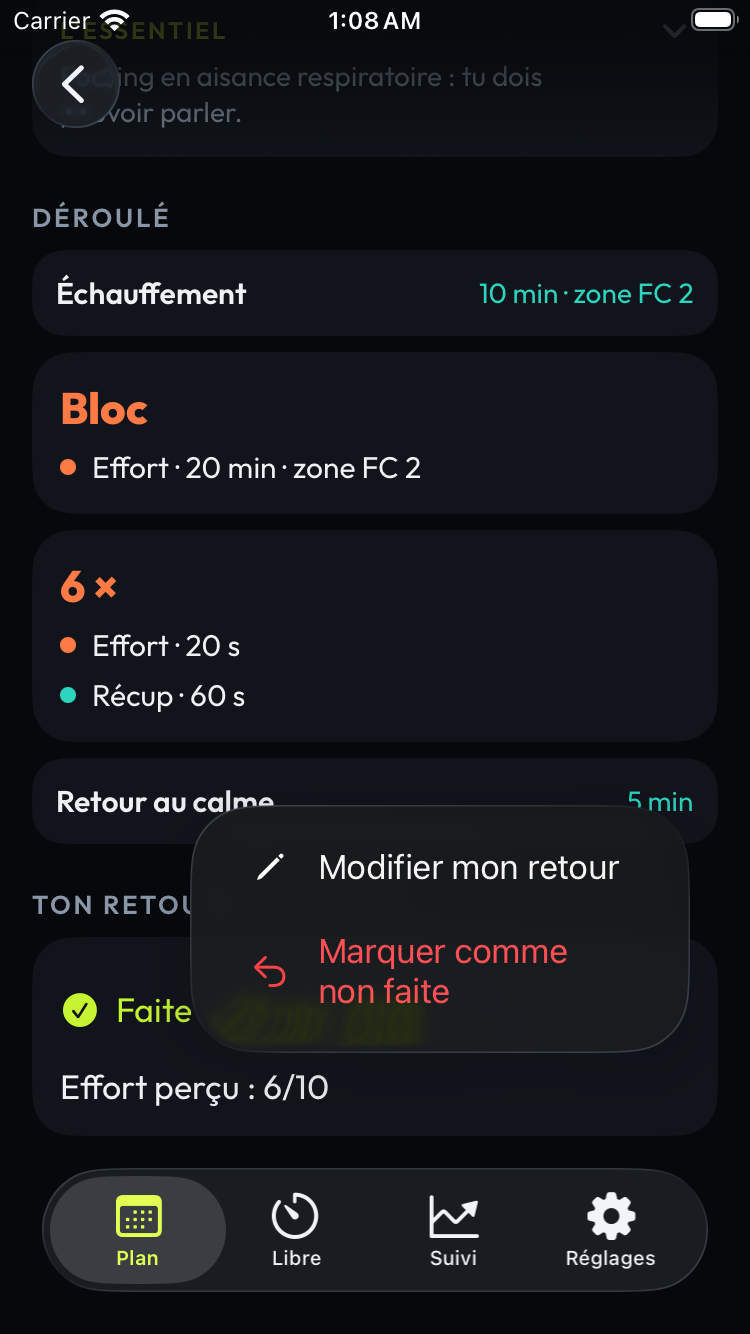 Carrier
1:08 AM
L'ESSENTIEL
en aisance respiratoire : tu dois
parler.
DÉROULÉ
Échauffement
10 min · zone FC 2
Bloc
Effort · 20 min · zone FC 2
6 ×
Effort · 20 s
Récup · 60 s
Retour au calme
5 min
TON RETOU
Modifier mon retour
Marquer comme
non faite
Faite
Effort perçu : 6/10
Plan
Libre
Suivi
Réglages